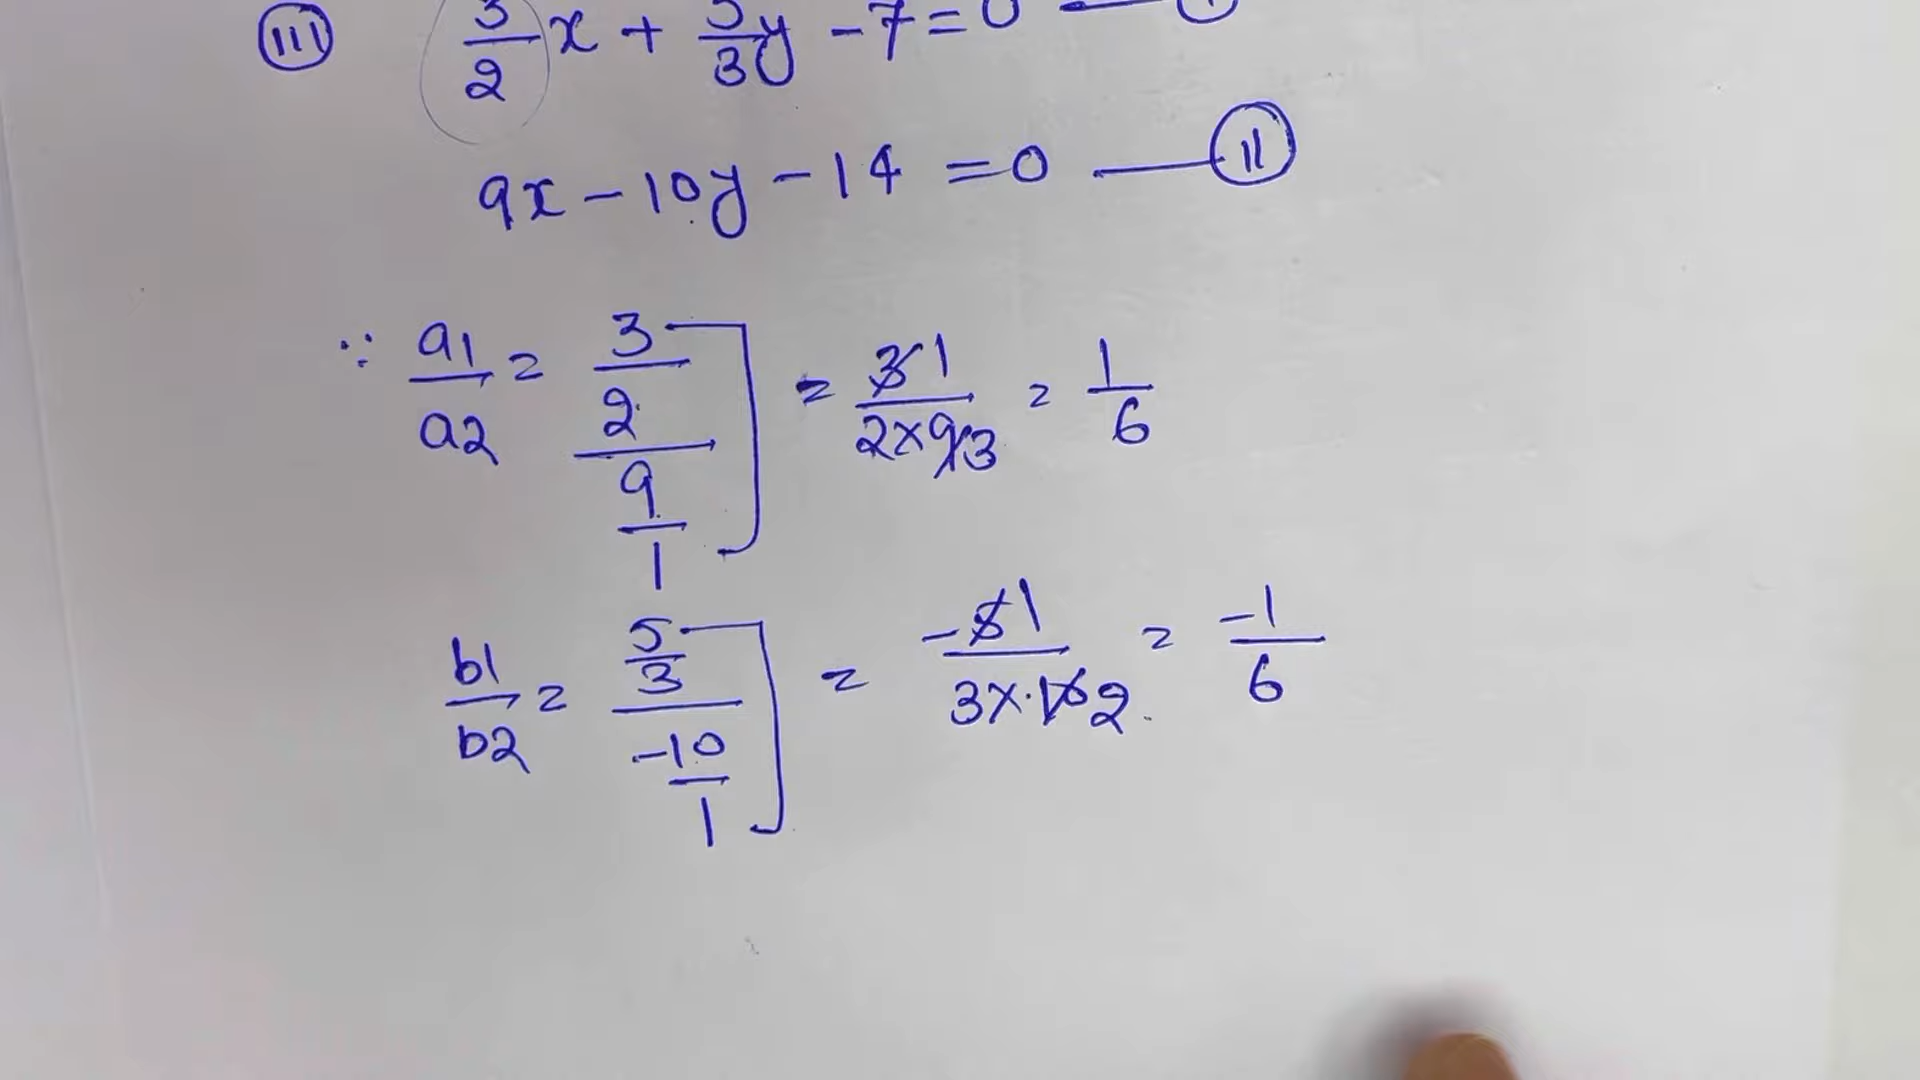 (III) 3/2 x + 5/3 y - 7 = 0 — (I)
9x - 10y - 14 = 0 — (II)
∵ a1/a2 = (3/2)/(9/1) = 3 1/2×9 3 = 1/6
b1/b2 = (5/3)/(-10/1) = -5 1/3×10 2 = -1/6